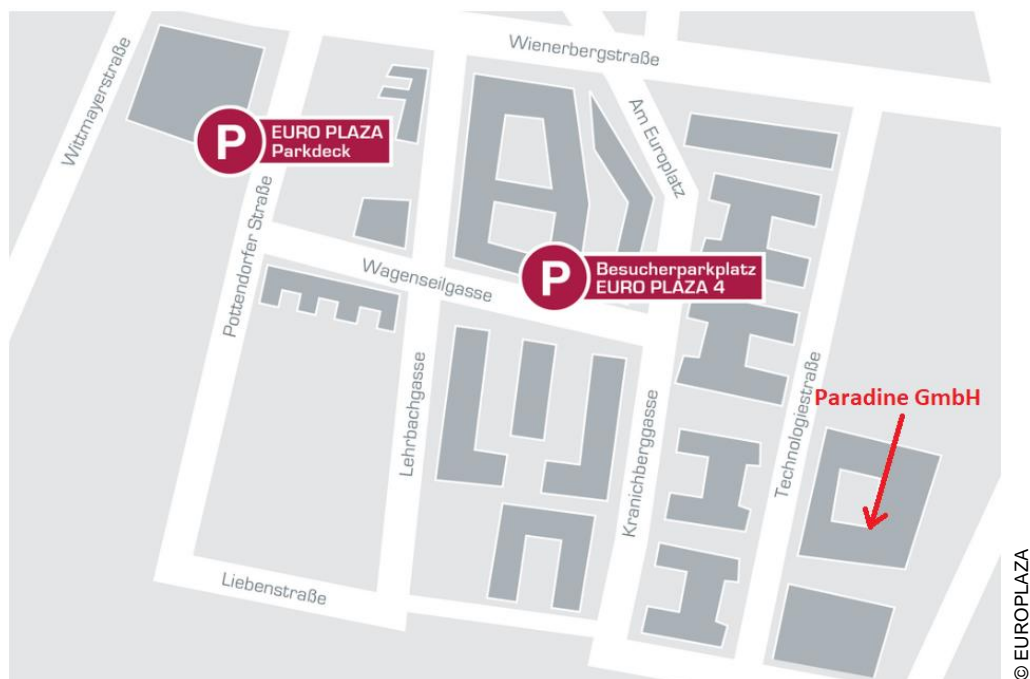 Wienerbergstraße
Wittmayerstraße
P
EURO PLAZA
Parkdeck
Am Europlatz
Pottendorfer Straße
Wagenseilgasse
P
Besucherparkplatz
EURO PLAZA 4
Lehrbachgasse
Kranichberggasse
Technologiestraße
Paradine GmbH
Liebenstraße
© EUROPLAZA